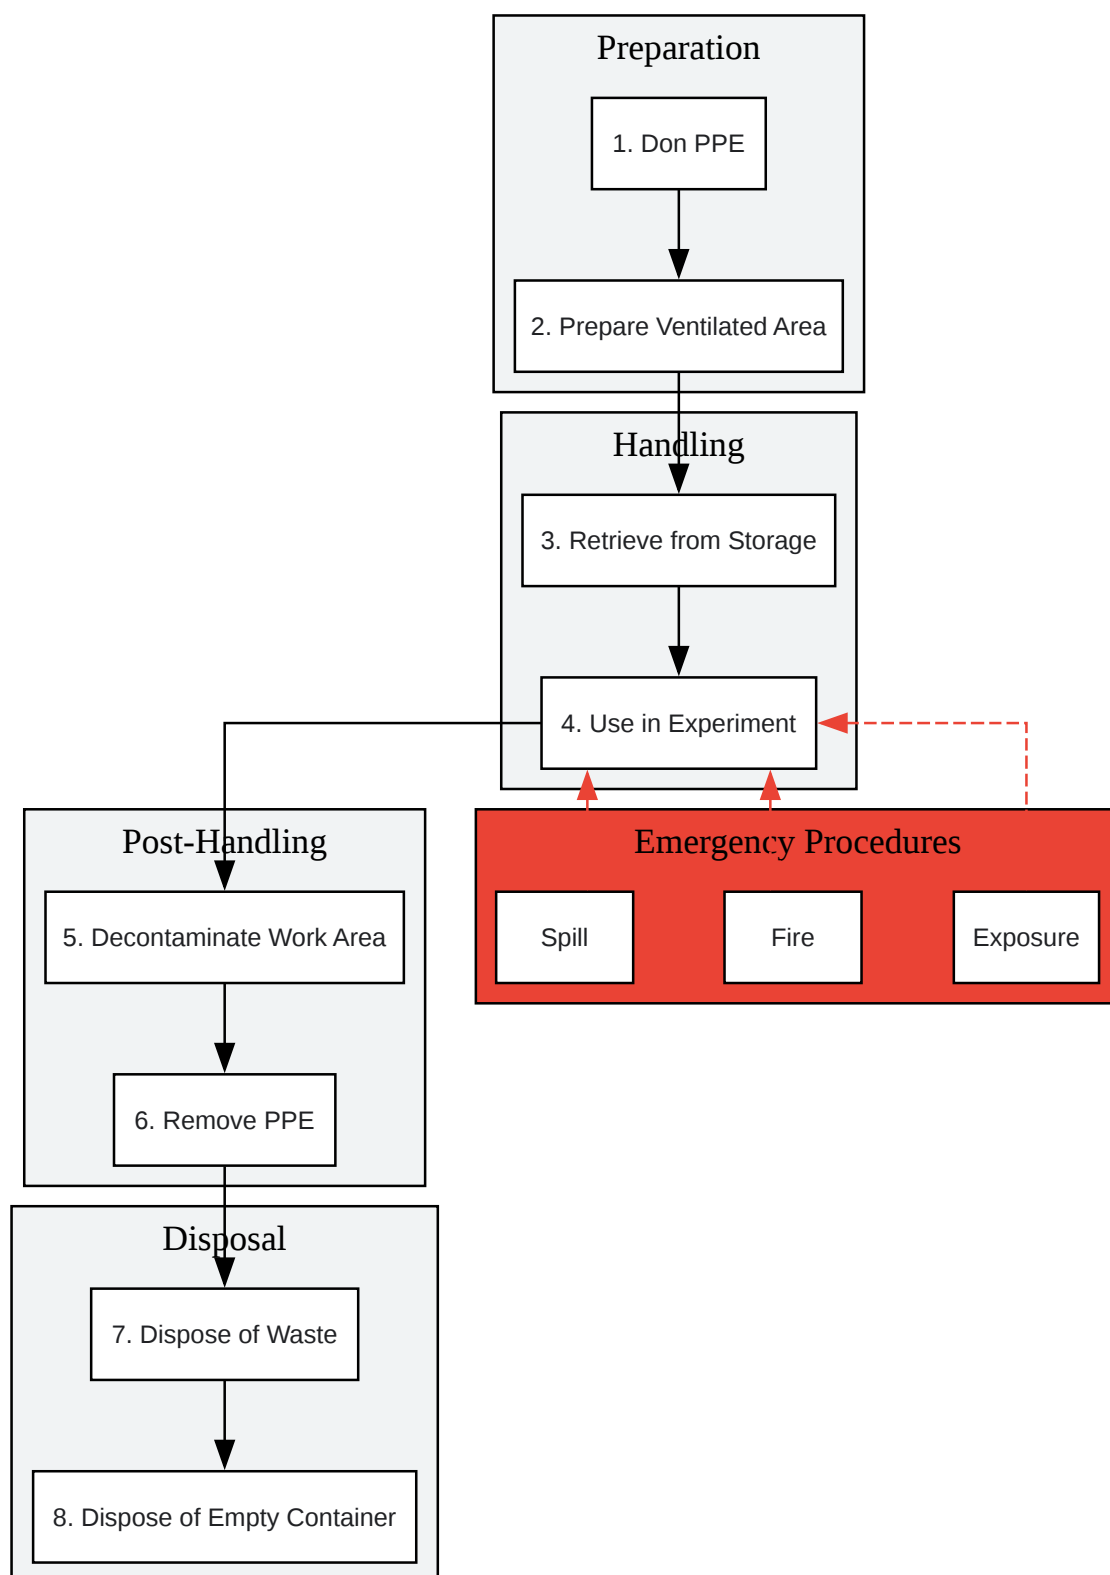 Preparation
1. Don PPE
2. Prepare Ventilated Area
Handling
3. Retrieve from Storage
4. Use in Experiment
Post-Handling
5. Decontaminate Work Area
6. Remove PPE
Emergency Procedures
Spill
Fire
Exposure
Disposal
7. Dispose of Waste
8. Dispose of Empty Container